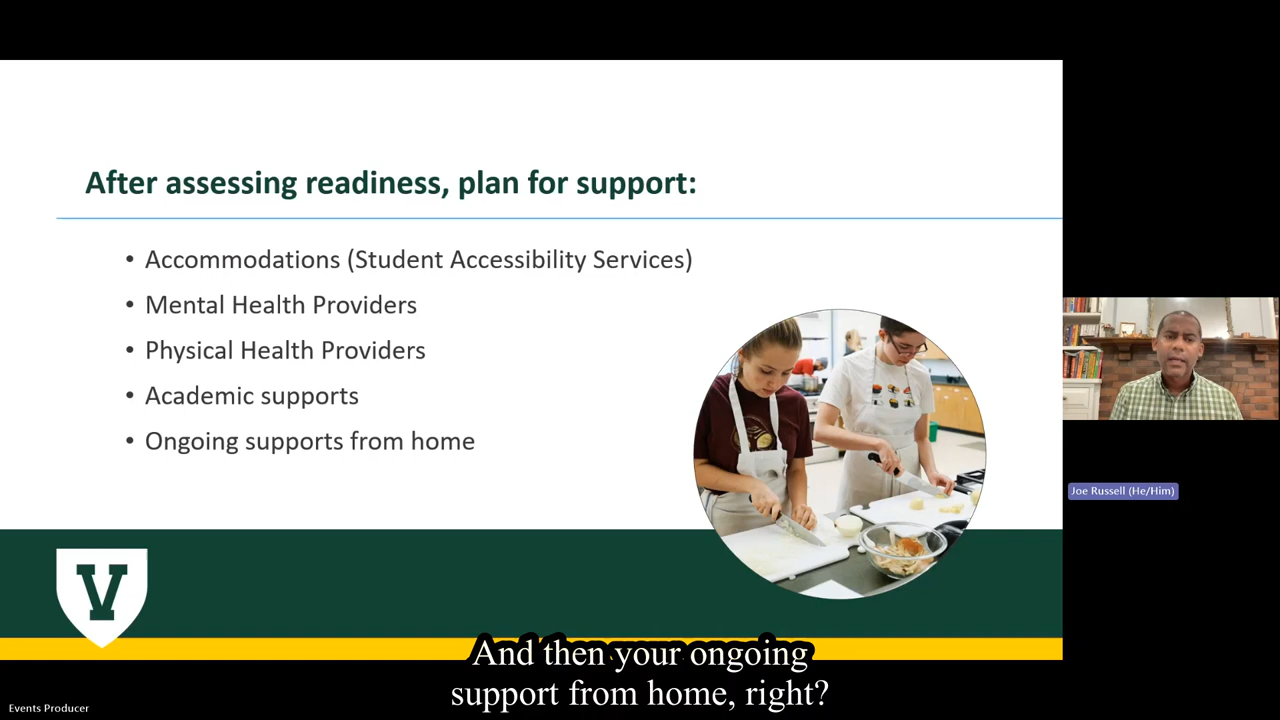 After assessing readiness, plan for support:
• Accommodations (Student Accessibility Services)
• Mental Health Providers
• Physical Health Providers
• Academic supports
• Ongoing supports from home
V
Joe Russell (He/Him)
And then your ongoing
support from home, right?
Events Producer